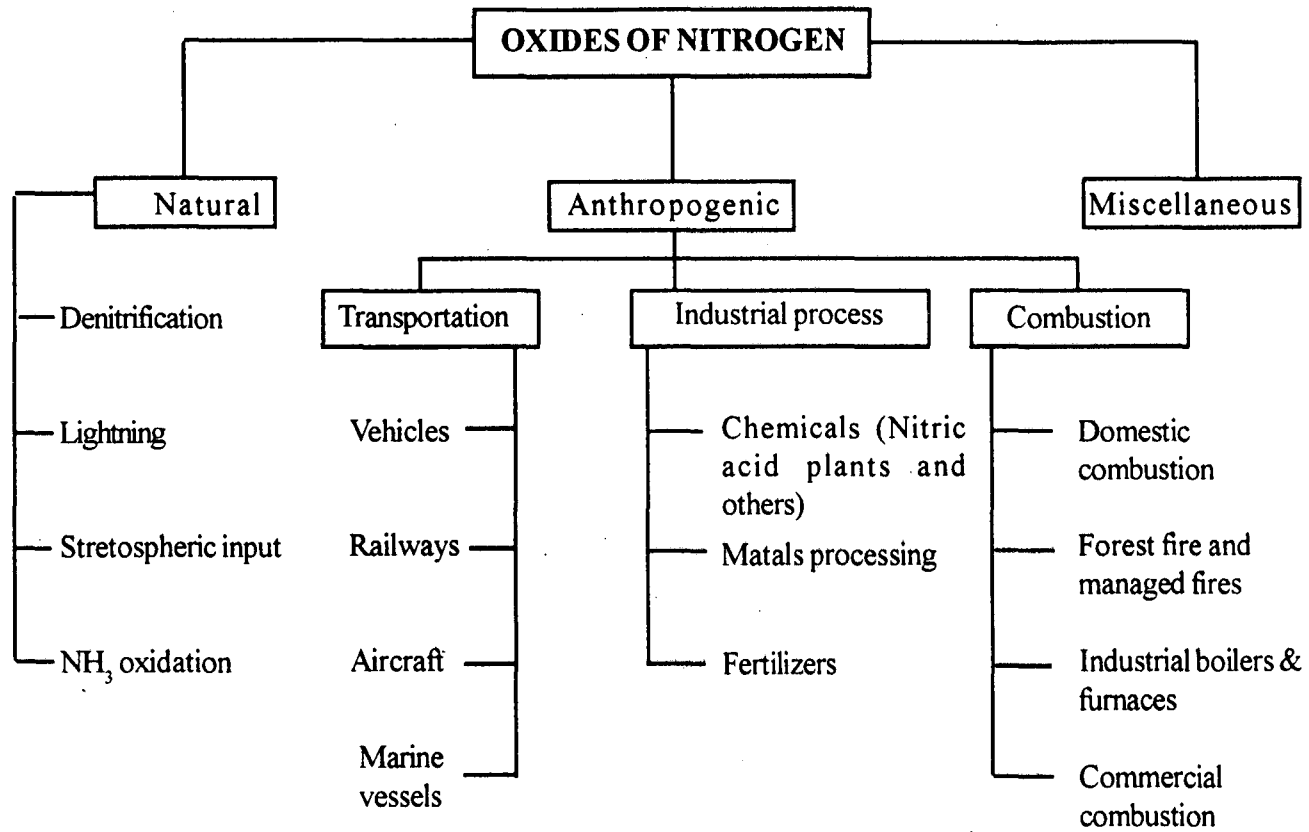 OXIDES OF NITROGEN
Natural
Anthropogenic
Miscellaneous
Denitrification
Lightning
Stretospheric input
NH₃ oxidation
Transportation
Vehicles
Railways
Aircraft
Marine
vessels
Industrial process
Chemicals (Nitric
acid plants and
others)
Matals processing
Fertilizers
Combustion
Domestic
combustion
Forest fire and
managed fires
Industrial boilers &
furnaces
Commercial
combustion